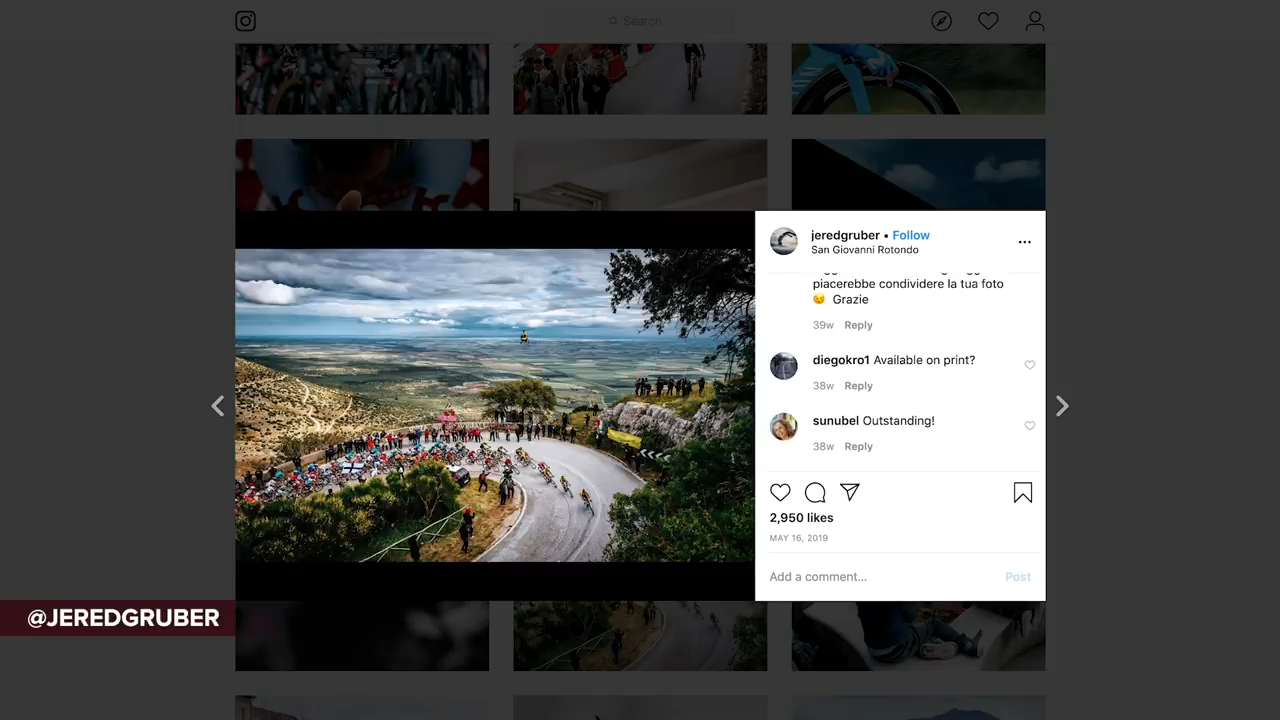 Search
jeredgruber • Follow
San Giovanni Rotondo
piacerebbe condividere la tua foto
Grazie
39w Reply
diegokro1 Available on print?
38w Reply
sunubel Outstanding!
38w Reply
2,950 likes
MAY 16, 2019
Add a comment... Post
@JEREDGRUBER